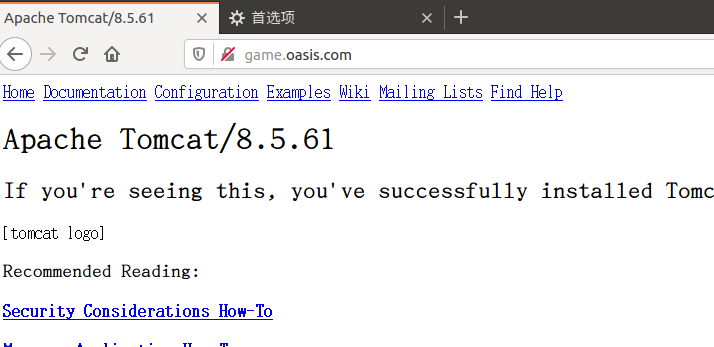 Apache Tomcat/8.5.61
首选项
game.oasis.com
Home Documentation Configuration Examples Wiki Mailing Lists Find Help
Apache Tomcat/8.5.61
If you're seeing this, you've successfully installed Tomc
[tomcat logo]
Recommended Reading:
Security Considerations How-To